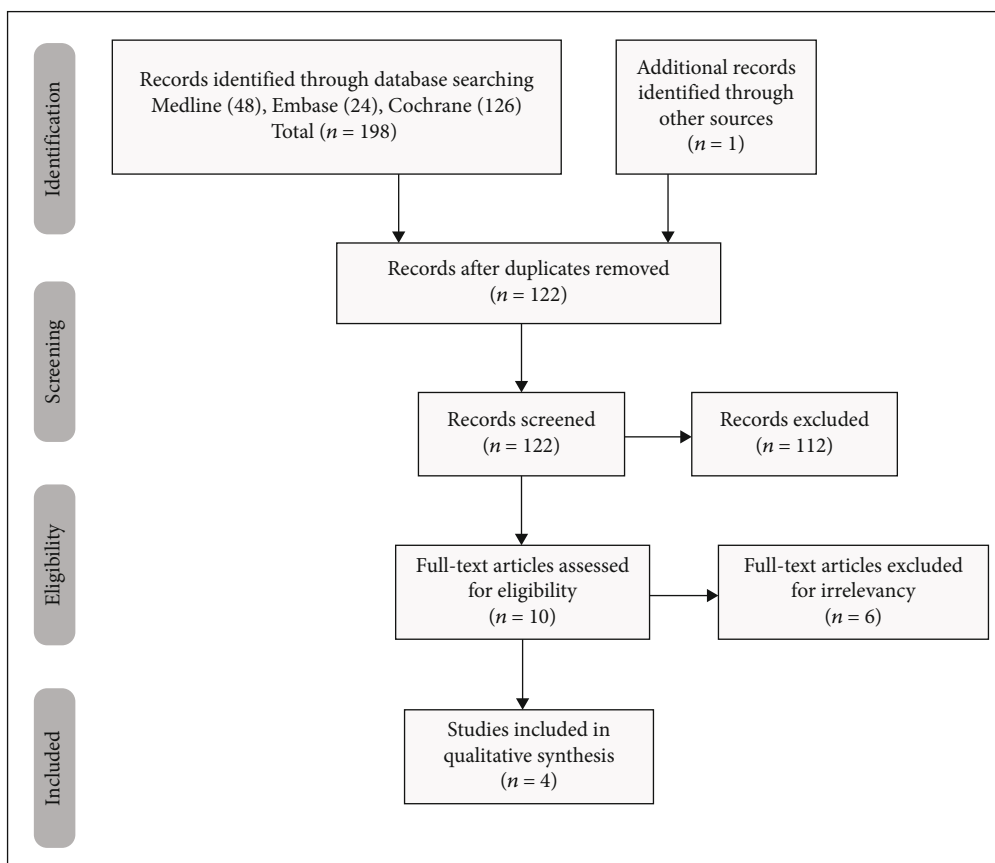 Identification
Records identified through database searching
Medline (48), Embase (24), Cochrane (126)
Total (n = 198)
Additional records
identified through
other sources
(n = 1)
Records after duplicates removed
(n = 122)
Screening
Records screened
(n = 122)
Records excluded
(n = 112)
Eligibility
Full-text articles assessed
for eligibility
(n = 10)
Full-text articles excluded
for irrelevancy
(n = 6)
Included
Studies included in
qualitative synthesis
(n = 4)